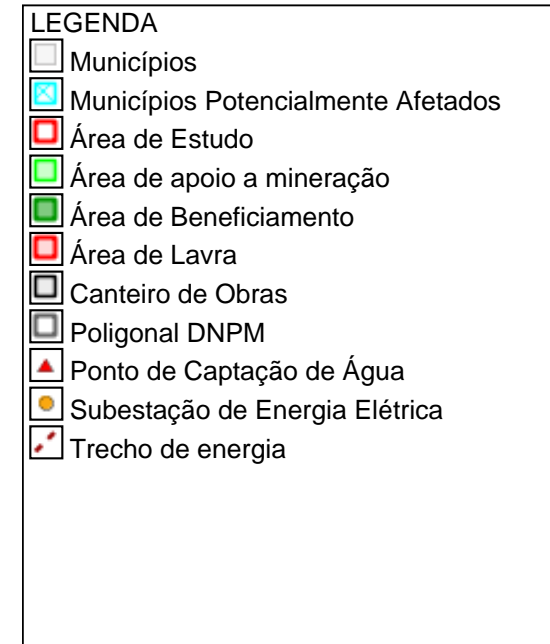 LEGENDA
Municípios
Municípios Potencialmente Afetados
Área de Estudo
Área de apoio a mineração
Área de Beneficiamento
Área de Lavra
Canteiro de Obras
Poligonal DNPM
Ponto de Captação de Água
Subestação de Energia Elétrica
Trecho de energia